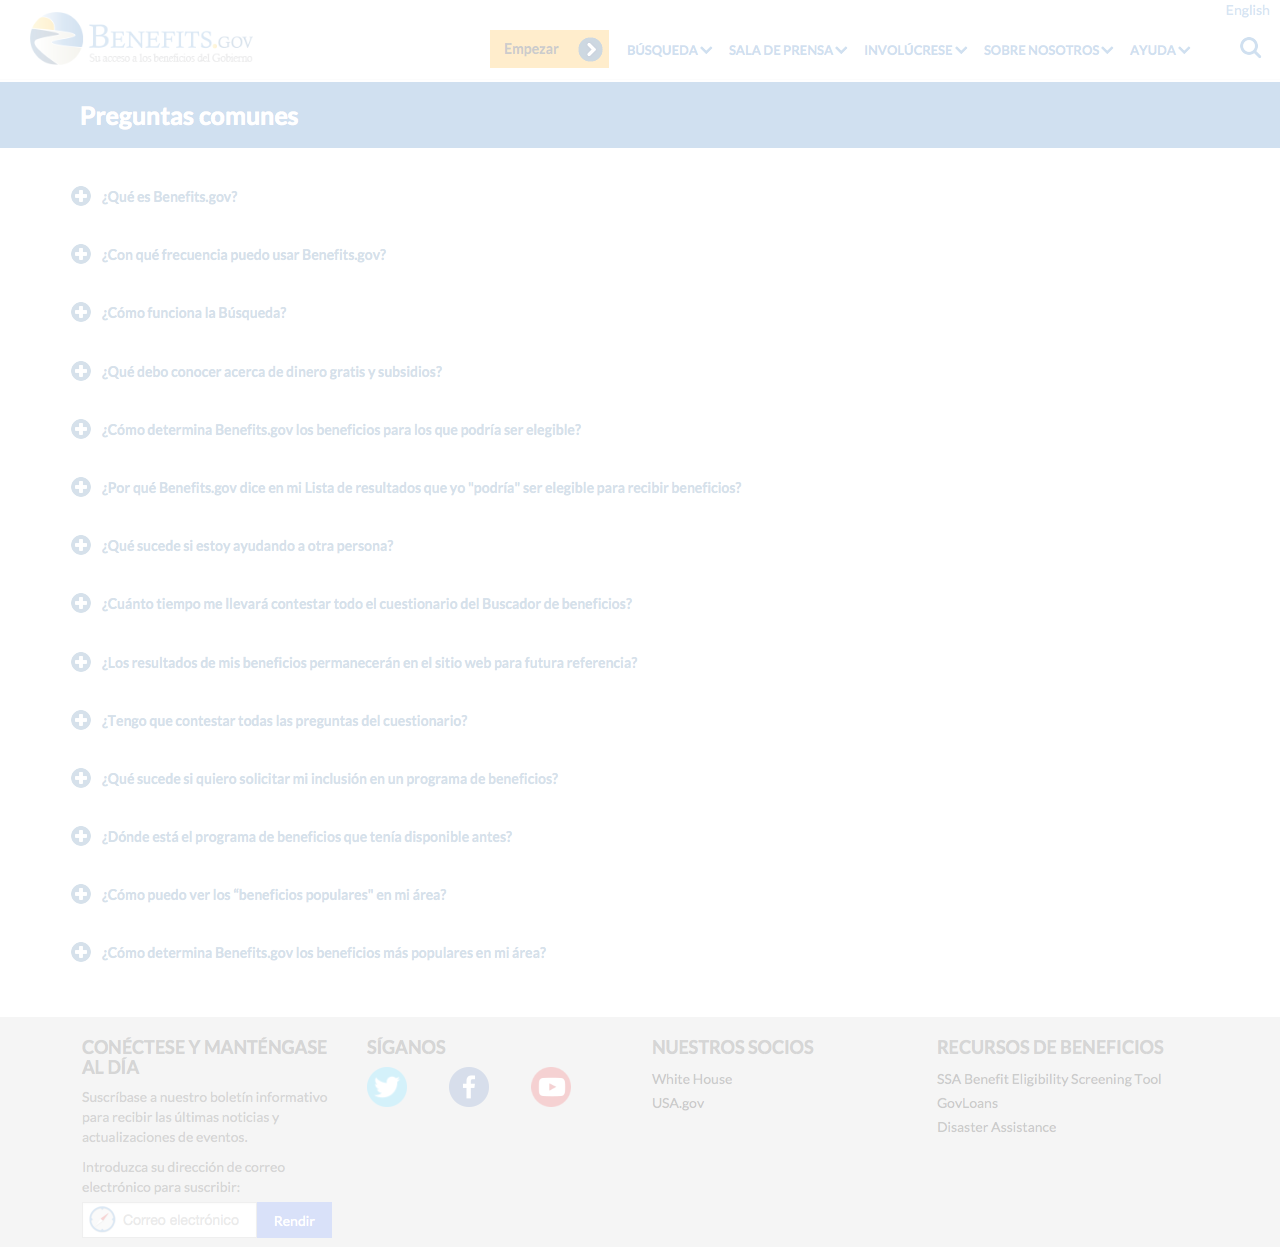 English
BENEFITS.GOV
Su acceso a los beneficios del Gobierno
Empezar
BÚSQUEDA
SALA DE PRENSA
INVOLÚCRESE
SOBRE NOSOTROS
AYUDA
Preguntas comunes
¿Qué es Benefits.gov?
¿Con qué frecuencia puedo usar Benefits.gov?
¿Cómo funciona la Búsqueda?
¿Qué debo conocer acerca de dinero gratis y subsidios?
¿Cómo determina Benefits.gov los beneficios para los que podría ser elegible?
¿Por qué Benefits.gov dice en mi Lista de resultados que yo "podría" ser elegible para recibir beneficios?
¿Qué sucede si estoy ayudando a otra persona?
¿Cuánto tiempo me llevará contestar todo el cuestionario del Buscador de beneficios?
¿Los resultados de mis beneficios permanecerán en el sitio web para futura referencia?
¿Tengo que contestar todas las preguntas del cuestionario?
¿Qué sucede si quiero solicitar mi inclusión en un programa de beneficios?
¿Dónde está el programa de beneficios que tenía disponible antes?
¿Cómo puedo ver los "beneficios populares" en mi área?
¿Cómo determina Benefits.gov los beneficios más populares en mi área?
CONÉCTESE Y MANTÉNGASE
AL DÍA
Suscríbase a nuestro boletín informativo
para recibir las últimas noticias y
actualizaciones de eventos.
Introduzca su dirección de correo
electrónico para suscribir:
Correo electrónico
Rendir
SÍGANOS
NUESTROS SOCIOS
White House
USA.gov
RECURSOS DE BENEFICIOS
SSA Benefit Eligibility Screening Tool
GovLoans
Disaster Assistance